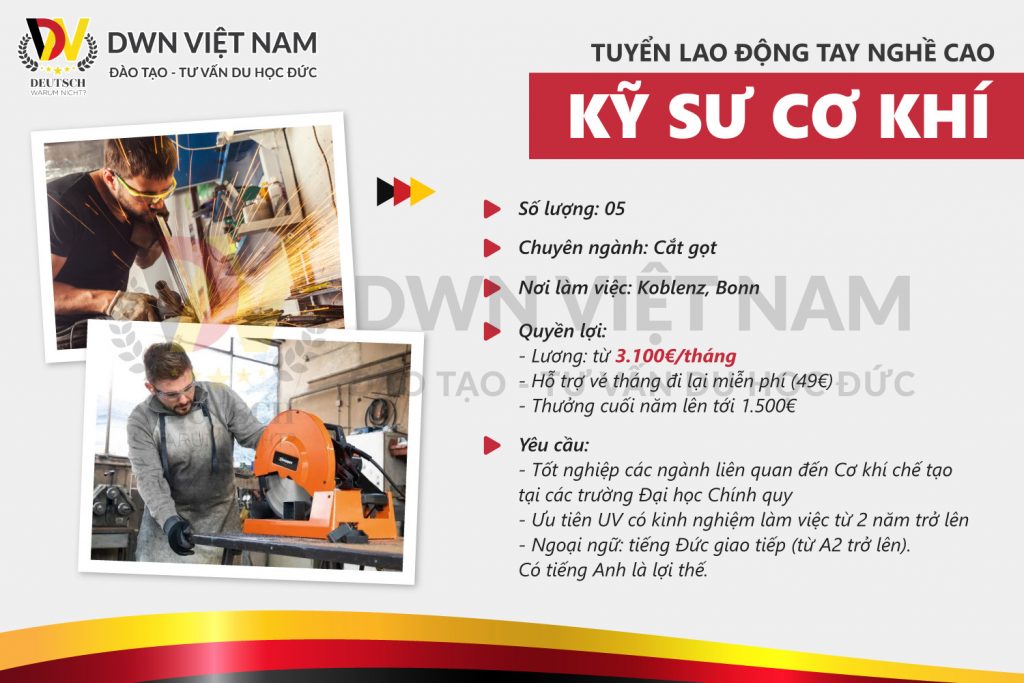 DEUTSCH
WARUM NICHT?
DWN VIỆT NAM
ĐÀO TẠO - TƯ VẤN DU HỌC ĐỨC
TUYỂN LAO ĐỘNG TAY NGHỀ CAO
KỸ SƯ CƠ KHÍ
Số lượng: 05
Chuyên ngành: Cắt gọt
Nơi làm việc: Koblenz, Bonn
Quyền lợi:
- Lương: từ 3.100€/tháng
- Hỗ trợ vé tháng đi lại miễn phí (49€)
- Thưởng cuối năm lên tới 1.500€
Yêu cầu:
- Tốt nghiệp các ngành liên quan đến Cơ khí chế tạo
tại các trường Đại học Chính quy
- Ưu tiên UV có kinh nghiệm làm việc từ 2 năm trở lên
- Ngoại ngữ: tiếng Đức giao tiếp (từ A2 trở lên).
Có tiếng Anh là lợi thế.
DWN VIỆT NAM
ĐÀO TẠO - TƯ VẤN DU HỌC ĐỨC